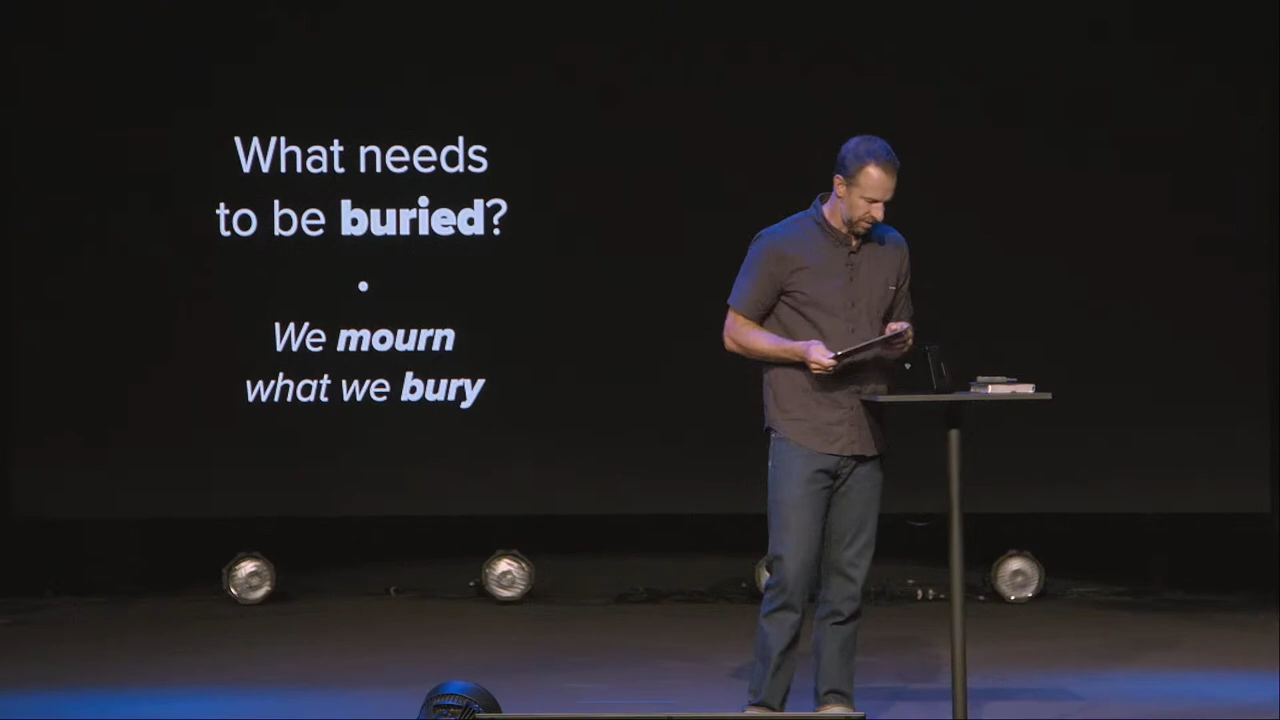 What needs
to be buried?
•
We mourn
what we bury